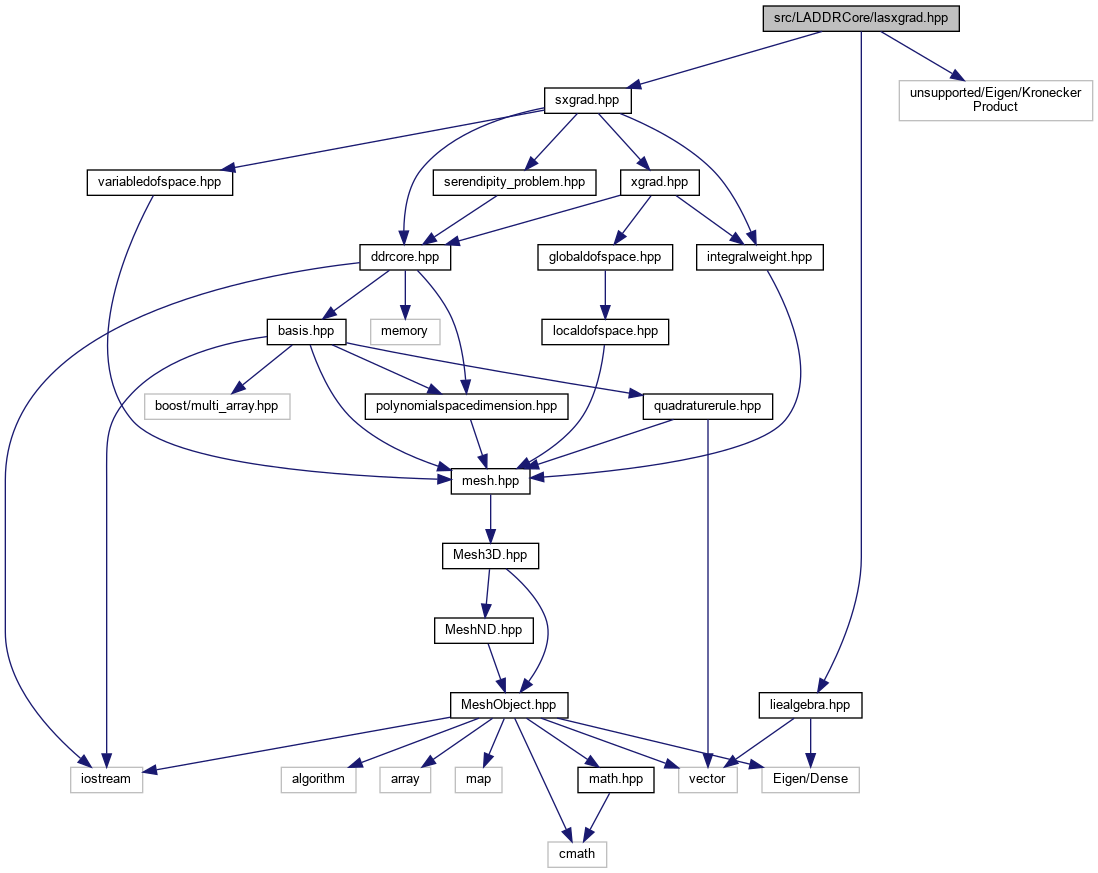 src/LADDRCore/lasxgrad.hpp
sxgrad.hpp
unsupported/Eigen/Kronecker
Product
variabledofspace.hpp
serendipity_problem.hpp
xgrad.hpp
ddrcore.hpp
globaldofspace.hpp
integralweight.hpp
basis.hpp
memory
localdofspace.hpp
boost/multi_array.hpp
polynomialspacedimension.hpp
quadraturerule.hpp
mesh.hpp
Mesh3D.hpp
MeshND.hpp
MeshObject.hpp
liealgebra.hpp
iostream
algorithm
array
map
math.hpp
vector
Eigen/Dense
cmath